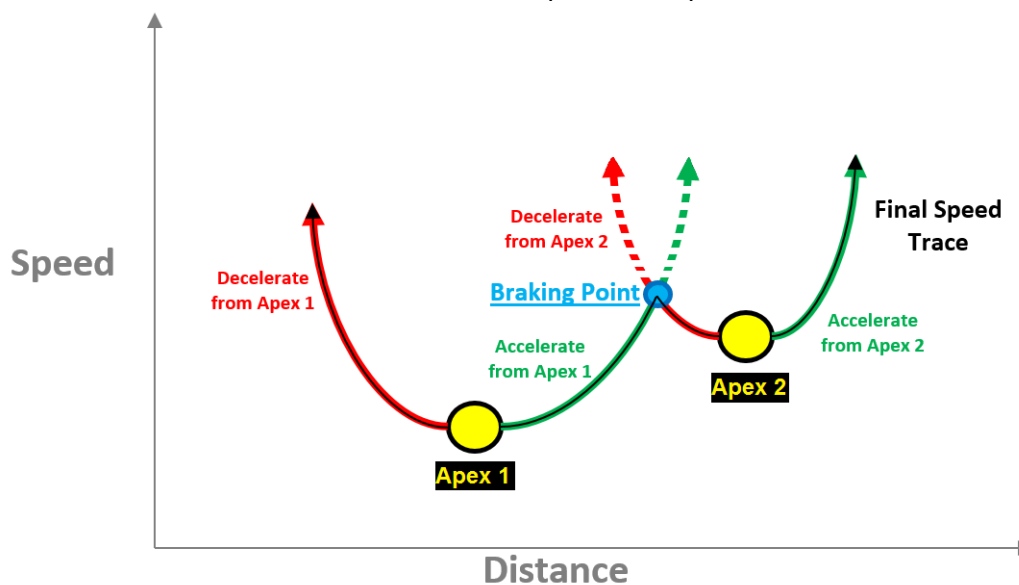 Decelerate
from Apex 2
Final Speed
Trace
Speed
Decelerate
from Apex 1
Braking Point
Accelerate
from Apex 1
Accelerate
from Apex 2
Apex 2
Apex 1
Distance